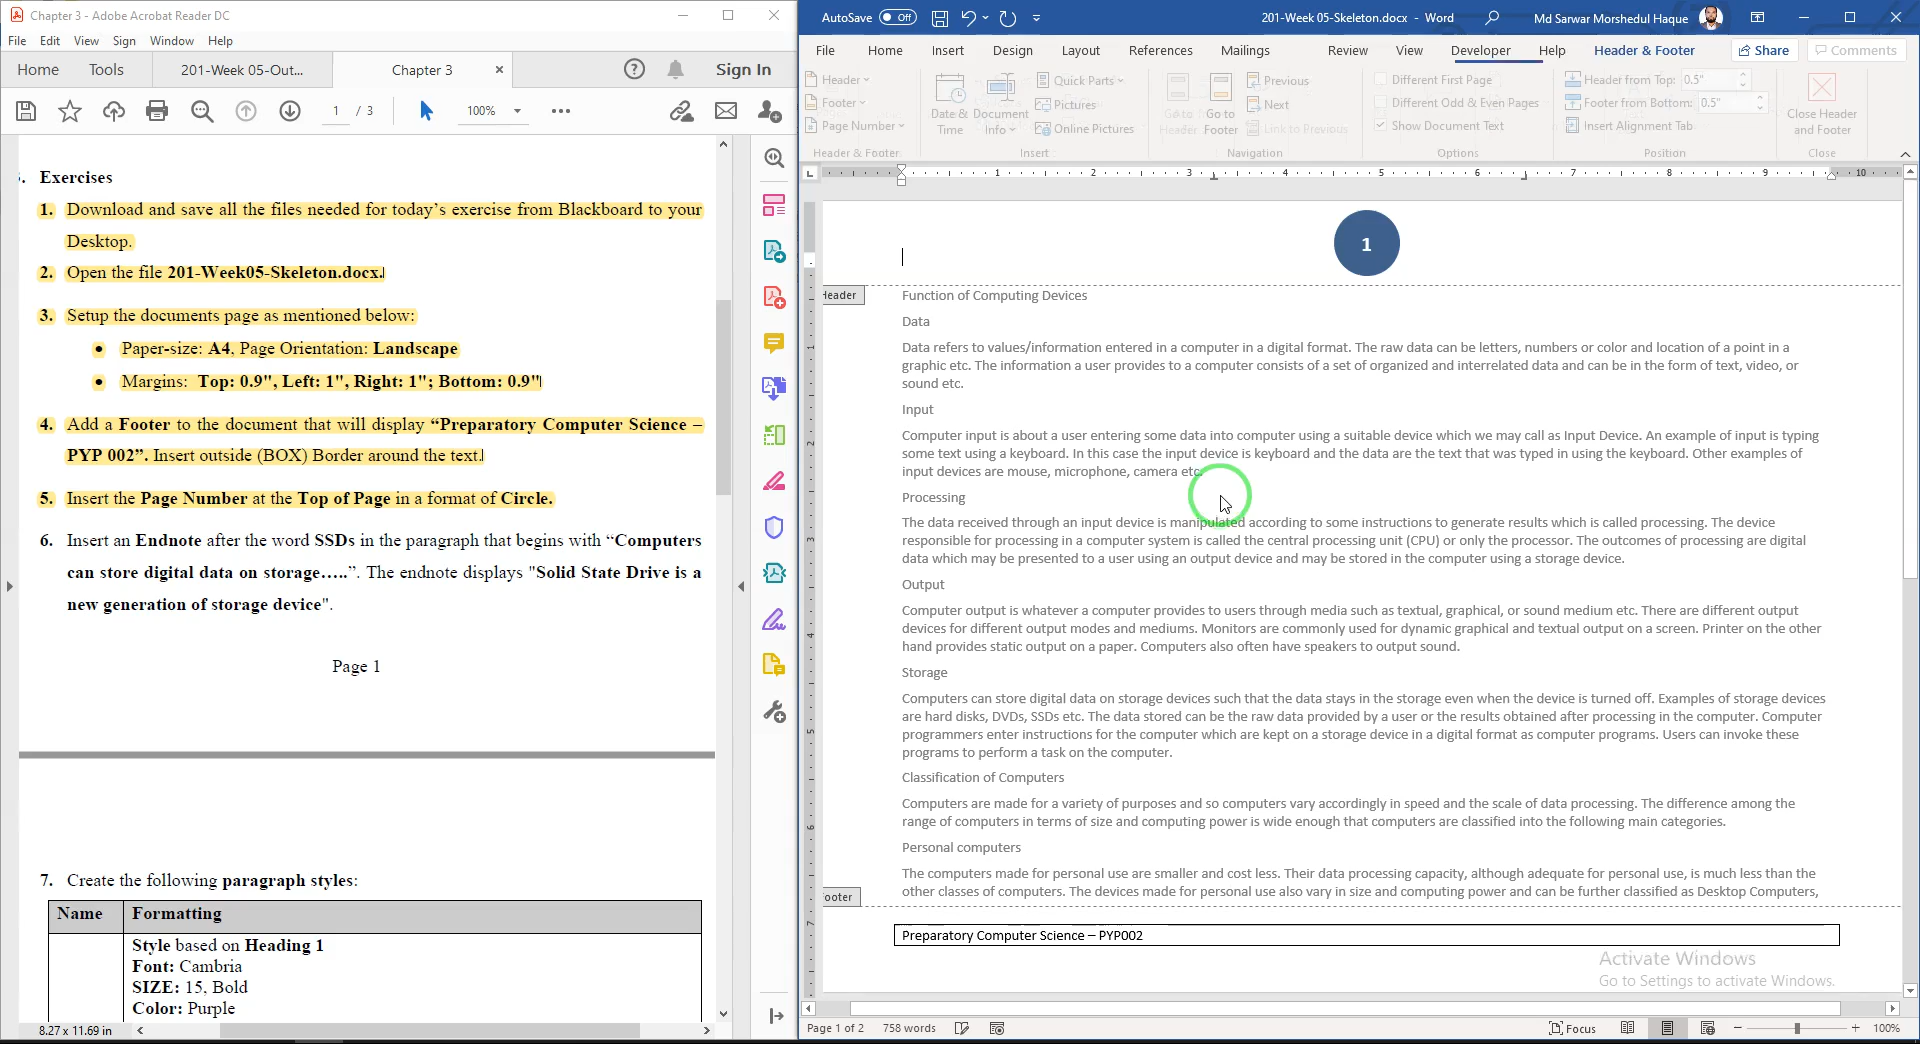 Chapter 3 - Adobe Acrobat Reader DC
File Edit View Sign Window Help
Home Tools 201-Week 05-Out... Chapter 3 × Sign In
1 / 3 100%
Exercises
1. Download and save all the files needed for today's exercise from Blackboard to your
Desktop.
2. Open the file 201-Week05-Skeleton.docx.
3. Setup the documents page as mentioned below:
• Paper-size: A4, Page Orientation: Landscape
• Margins: Top: 0.9", Left: 1", Right: 1"; Bottom: 0.9"
4. Add a Footer to the document that will display “Preparatory Computer Science –
PYP 002”. Insert outside (BOX) Border around the text.
5. Insert the Page Number at the Top of Page in a format of Circle.
6. Insert an Endnote after the word SSDs in the paragraph that begins with “Computers
can store digital data on storage…..”. The endnote displays "Solid State Drive is a
new generation of storage device".
Page 1
7. Create the following paragraph styles:
Name Formatting
Style based on Heading 1
Font: Cambria
SIZE: 15, Bold
Color: Purple
8.27 x 11.69 in
AutoSave Off 201-Week 05-Skeleton.docx - Word Md Sarwar Morshedul Haque
File Home Insert Design Layout References Mailings Review View Developer Help Header & Footer Share Comments
Header
Footer
Page Number
Header & Footer
Date & Time
Document Info
Quick Parts
Pictures
Online Pictures
Insert
Go to Header
Go to Footer
Previous
Next
Link to Previous
Navigation
Different First Page
Different Odd & Even Pages
Show Document Text
Options
Header from Top: 0.5"
Footer from Bottom: 0.5"
Insert Alignment Tab
Position
Close Header and Footer
Close
1 2 3 4 5 6 7 8 9 10
1
Header
Function of Computing Devices
Data
Data refers to values/information entered in a computer in a digital format. The raw data can be letters, numbers or color and location of a point in a
graphic etc. The information a user provides to a computer consists of a set of organized and interrelated data and can be in the form of text, video, or
sound etc.
Input
Computer input is about a user entering some data into computer using a suitable device which we may call as Input Device. An example of input is typing
some text using a keyboard. In this case the input device is keyboard and the data are the text that was typed in using the keyboard. Other examples of
input devices are mouse, microphone, camera etc.
Processing
The data received through an input device is manipulated according to some instructions to generate results which is called processing. The device
responsible for processing in a computer system is called the central processing unit (CPU) or only the processor. The outcomes of processing are digital
data which may be presented to a user using an output device and may be stored in the computer using a storage device.
Output
Computer output is whatever a computer provides to users through media such as textual, graphical, or sound medium etc. There are different output
devices for different output modes and mediums. Monitors are commonly used for dynamic graphical and textual output on a screen. Printer on the other
hand provides static output on a paper. Computers also often have speakers to output sound.
Storage
Computers can store digital data on storage devices such that the data stays in the storage even when the device is turned off. Examples of storage devices
are hard disks, DVDs, SSDs etc. The data stored can be the raw data provided by a user or the results obtained after processing in the computer. Computer
programmers enter instructions for the computer which are kept on a storage device in a digital format as computer programs. Users can invoke these
programs to perform a task on the computer.
Classification of Computers
Computers are made for a variety of purposes and so computers vary accordingly in speed and the scale of data processing. The difference among the
range of computers in terms of size and computing power is wide enough that computers are classified into the following main categories.
Personal computers
The computers made for personal use are smaller and cost less. Their data processing capacity, although adequate for personal use, is much less than the
other classes of computers. The devices made for personal use also vary in size and computing power and can be further classified as Desktop Computers,
ooter
Preparatory Computer Science – PYP002
Activate Windows
Go to Settings to activate Windows.
Page 1 of 2 758 words Focus 100%